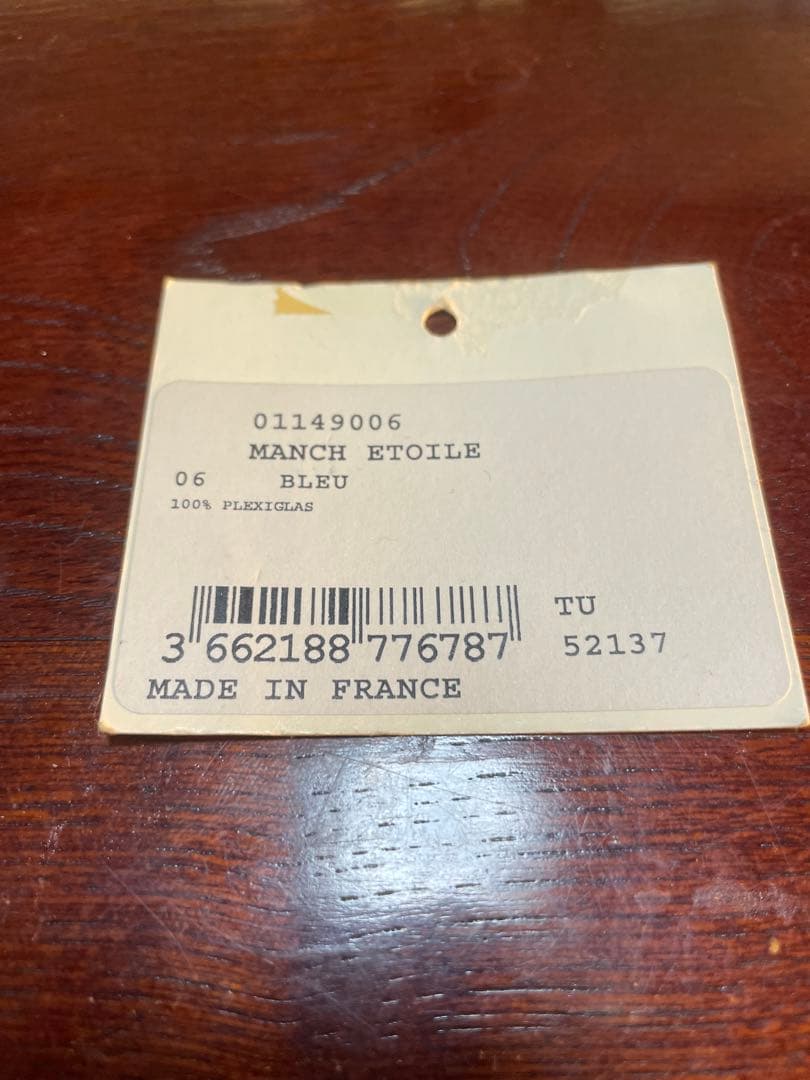 01149006
MANCH ETOILE
06 BLEU
100% PLEXIGLAS
TU
3 662188 776787 52137
MADE IN FRANCE